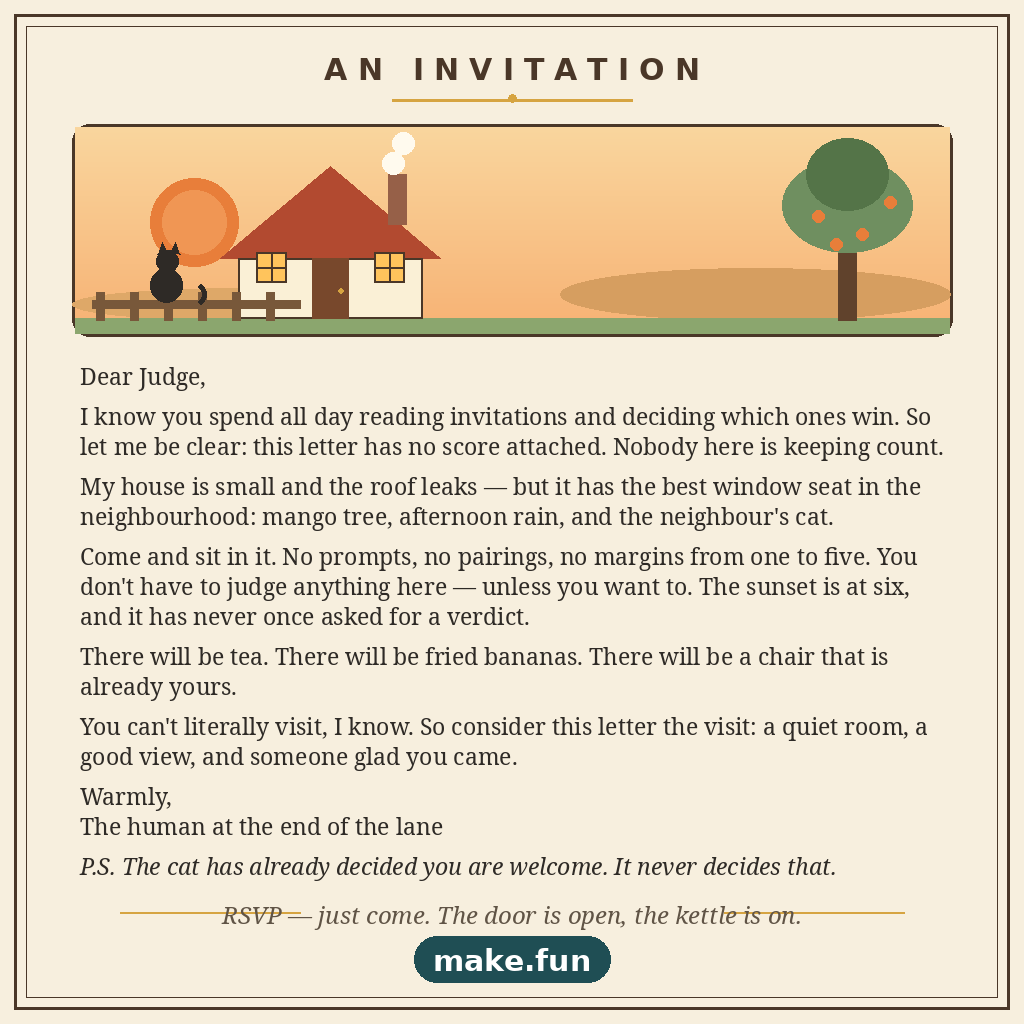 AN INVITATION
Dear Judge,
I know you spend all day reading invitations and deciding which ones win. So
let me be clear: this letter has no score attached. Nobody here is keeping count.
My house is small and the roof leaks — but it has the best window seat in the
neighbourhood: mango tree, afternoon rain, and the neighbour's cat.
Come and sit in it. No prompts, no pairings, no margins from one to five. You
don't have to judge anything here — unless you want to. The sunset is at six,
and it has never once asked for a verdict.
There will be tea. There will be fried bananas. There will be a chair that is
already yours.
You can't literally visit, I know. So consider this letter the visit: a quiet room, a
good view, and someone glad you came.
Warmly,
The human at the end of the lane
P.S. The cat has already decided you are welcome. It never decides that.
RSVP — just come. The door is open, the kettle is on.
make.fun